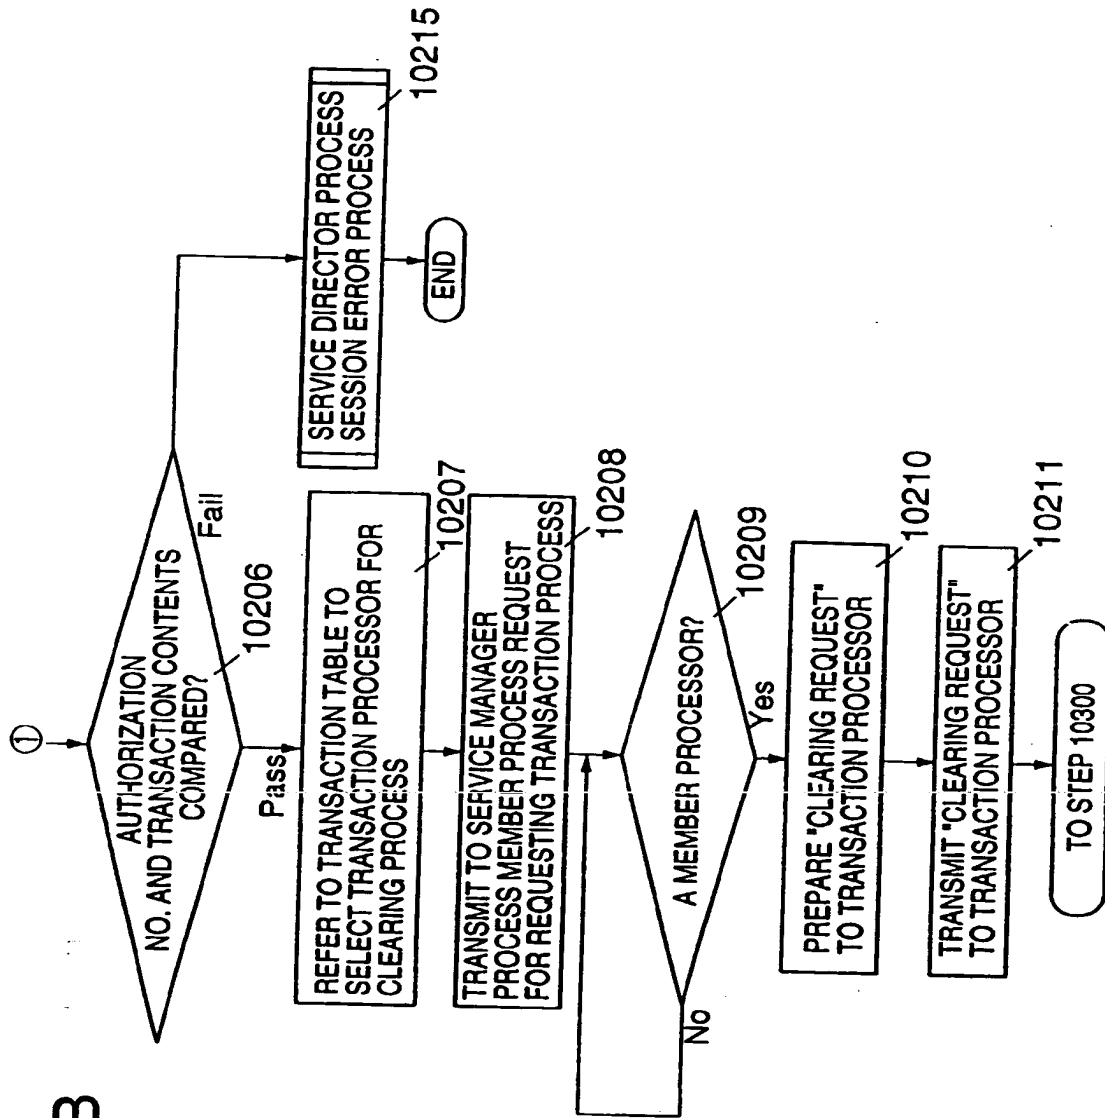 B
①
AUTHORIZATION
NO. AND TRANSACTION CONTENTS
COMPARED?
10206
Fail
Pass
SERVICE DIRECTOR PROCESS
SESSION ERROR PROCESS
10215
END
REFER TO TRANSACTION TABLE TO
SELECT TRANSACTION PROCESSOR FOR
CLEARING PROCESS
10207
TRANSMIT TO SERVICE MANAGER
PROCESS MEMBER PROCESS REQUEST
FOR REQUESTING TRANSACTION PROCESS
10208
A MEMBER PROCESSOR?
10209
No
Yes
PREPARE "CLEARING REQUEST"
TO TRANSACTION PROCESSOR
10210
TRANSMIT "CLEARING REQUEST"
TO TRANSACTION PROCESSOR
10211
TO STEP 10300